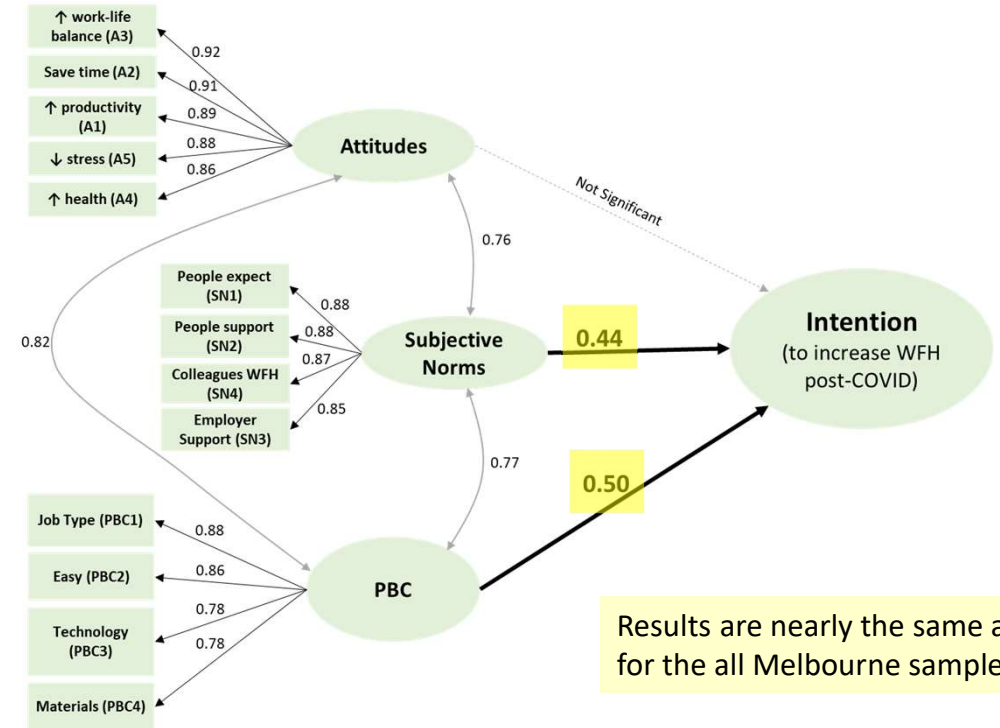 ↑ work-life
balance (A3)
Save time (A2)
↑ productivity
(A1)
↓ stress (A5)
↑ health (A4)
0.92
0.91
0.89
0.88
0.86
Attitudes
Not Significant
0.76
0.82
People expect
(SN1)
People support
(SN2)
Colleagues WFH
(SN4)
Employer
Support (SN3)
0.88
0.88
0.87
0.85
Subjective
Norms
0.44
Intention
(to increase WFH
post-COVID)
0.77
0.50
Job Type (PBC1)
Easy (PBC2)
Technology
(PBC3)
Materials (PBC4)
0.88
0.86
0.78
0.78
PBC
Results are nearly the same a
for the all Melbourne sample